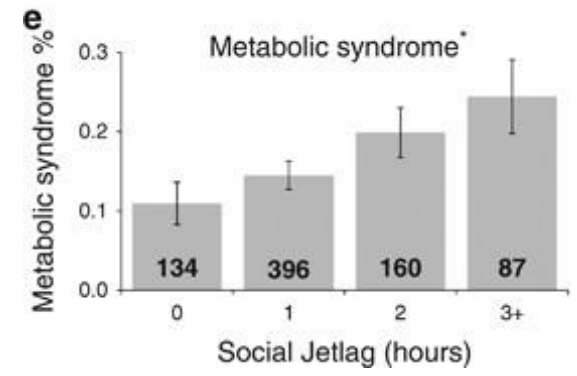 e
Metabolic syndrome*
Metabolic syndrome %
0.3
0.2
0.1
0.0
134 396 160 87
0 1 2 3+
Social Jetlag (hours)